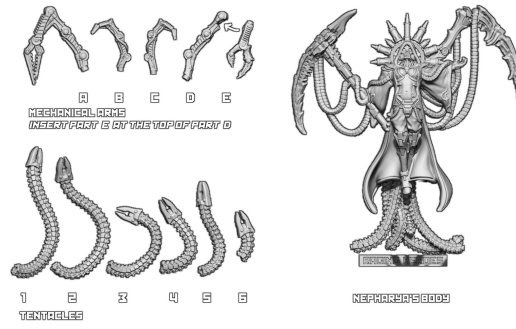 A B C D E
MECHANICAL ARMS
INSERT PART E AT THE TOP OF PART D
1 2 3 4 5 6
TENTACLES
NEPHARYA'S BODY